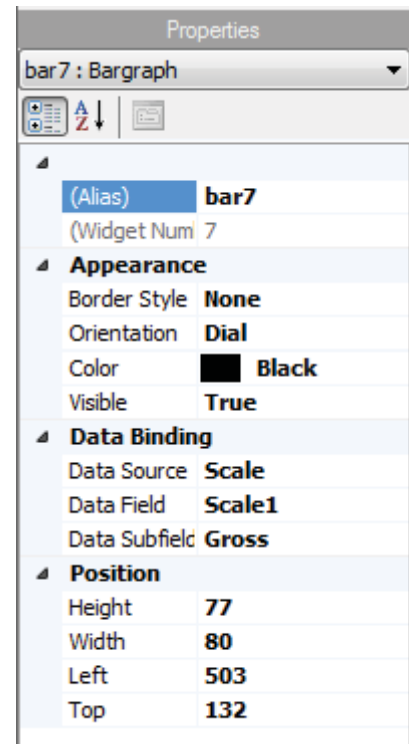 Properties
bar7 : Bargraph
A
Z
(Alias) bar7
(Widget Num 7
Appearance
Border Style None
Orientation Dial
Color Black
Visible True
Data Binding
Data Source Scale
Data Field Scale1
Data Subfield Gross
Position
Height 77
Width 80
Left 503
Top 132